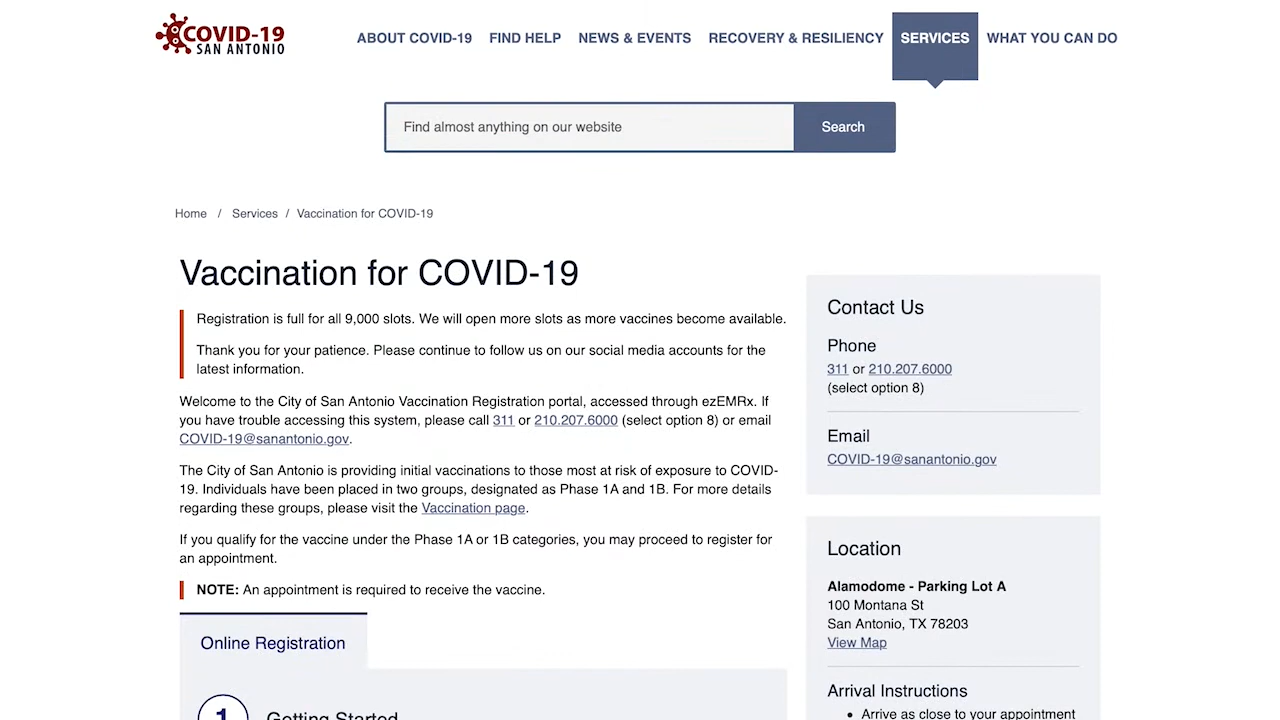 COVID-19
SAN ANTONIO
ABOUT COVID-19 FIND HELP NEWS & EVENTS RECOVERY & RESILIENCY SERVICES WHAT YOU CAN DO
Find almost anything on our website
Search
Home / Services / Vaccination for COVID-19
Vaccination for COVID-19
Registration is full for all 9,000 slots. We will open more slots as more vaccines become available.
Thank you for your patience. Please continue to follow us on our social media accounts for the
latest information.
Welcome to the City of San Antonio Vaccination Registration portal, accessed through ezEMRx. If
you have trouble accessing this system, please call 311 or 210.207.6000 (select option 8) or email
COVID-19@sanantonio.gov.
The City of San Antonio is providing initial vaccinations to those most at risk of exposure to COVID-
19. Individuals have been placed in two groups, designated as Phase 1A and 1B. For more details
regarding these groups, please visit the Vaccination page.
If you qualify for the vaccine under the Phase 1A or 1B categories, you may proceed to register for
an appointment.
NOTE: An appointment is required to receive the vaccine.
Online Registration
1 Getting Started
Contact Us
Phone
311 or 210.207.6000
(select option 8)
Email
COVID-19@sanantonio.gov
Location
Alamodome - Parking Lot A
100 Montana St
San Antonio, TX 78203
View Map
Arrival Instructions
• Arrive as close to your appointment